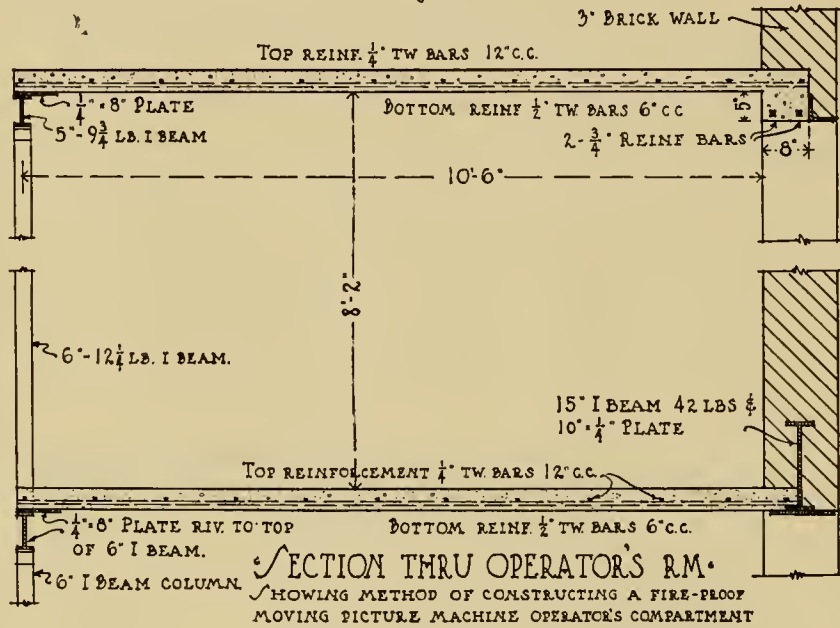 3" BRICK WALL
TOP REINF. 1/4" TW. BARS 12" C.C.
1/4" = 8" PLATE
BOTTOM REINF 1/2" TW. BARS 6" C C
5"
5"-9 3/4 LB. I BEAM
2-3/4" REINF BARS
8"
10'-6"
8'-2"
6"-12 1/4 LB. I BEAM.
15" I BEAM 42 LBS &
10" = 1/4" PLATE
TOP REINFORCEMENT 1/4" TW. BARS 12" C.C.
1/4" = 8" PLATE RIV. TO TOP
OF 6" I BEAM.
BOTTOM REINF. 1/2" TW. BARS 6" C.C.
6" I BEAM COLUMN.
SECTION THRU OPERATOR'S RM.
SHOWING METHOD OF CONSTRUCTING A FIRE-PROOF
MOVING PICTURE MACHINE OPERATOR'S COMPARTMENT